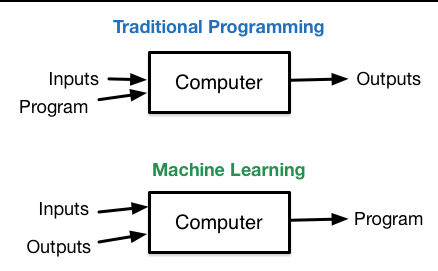 Traditional Programming
Inputs
Program
Computer
Outputs
Machine Learning
Inputs
Outputs
Computer
Program